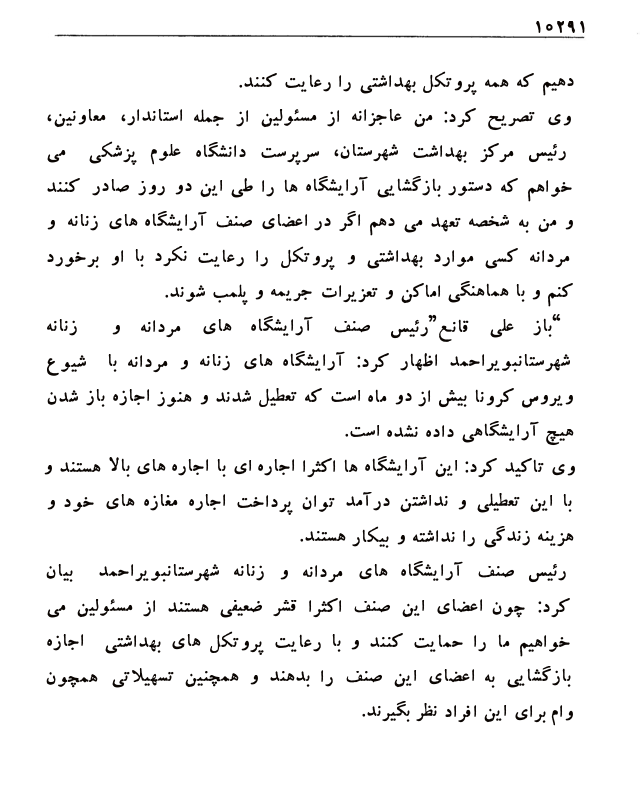 ۱۰۲۹۱
دهیم که همه پروتکل بهداشتی را رعایت کنند.
وی تصریح کرد: من عاجزانه از مسئولین از جمله استاندار، معاونین،
رئیس مرکز بهداشت شهرستان، سرپرست دانشگاه علوم پزشکی می
خواهم که دستور بازگشایی آرایشگاه ها را طی این دو روز صادر کنند
و من به شخصه تعهد می دهم اگر در اعضای صنف آرایشگاه های زنانه و
مردانه کسی موارد بهداشتی و پروتکل را رعایت نکرد با او برخورد
کنم و با هماهنگی اماکن و تعزیرات جریمه و پلمب شوند.
“باز علی قانع”رئیس صنف آرایشگاه های مردانه و زنانه
شهرستانبویراحمد اظهار کرد: آرایشگاه های زنانه و مردانه با شیوع
ویروس کرونا بیش از دو ماه است که تعطیل شدند و هنوز اجازه باز شدن
هیچ آرایشگاهی داده نشده است.
وی تاکید کرد: این آرایشگاه ها اکثرا اجاره ای با اجاره های بالا هستند و
با این تعطیلی و نداشتن درآمد توان پرداخت اجاره مغازه های خود و
هزینه زندگی را نداشته و بیکار هستند.
رئیس صنف آرایشگاه های مردانه و زنانه شهرستانبویراحمد بیان
کرد: چون اعضای این صنف اکثرا قشر ضعیفی هستند از مسئولین می
خواهیم ما را حمایت کنند و با رعایت پروتکل های بهداشتی اجازه
بازگشایی به اعضای این صنف را بدهند و همچنین تسهیلاتی همچون
وام برای این افراد نظر بگیرند.